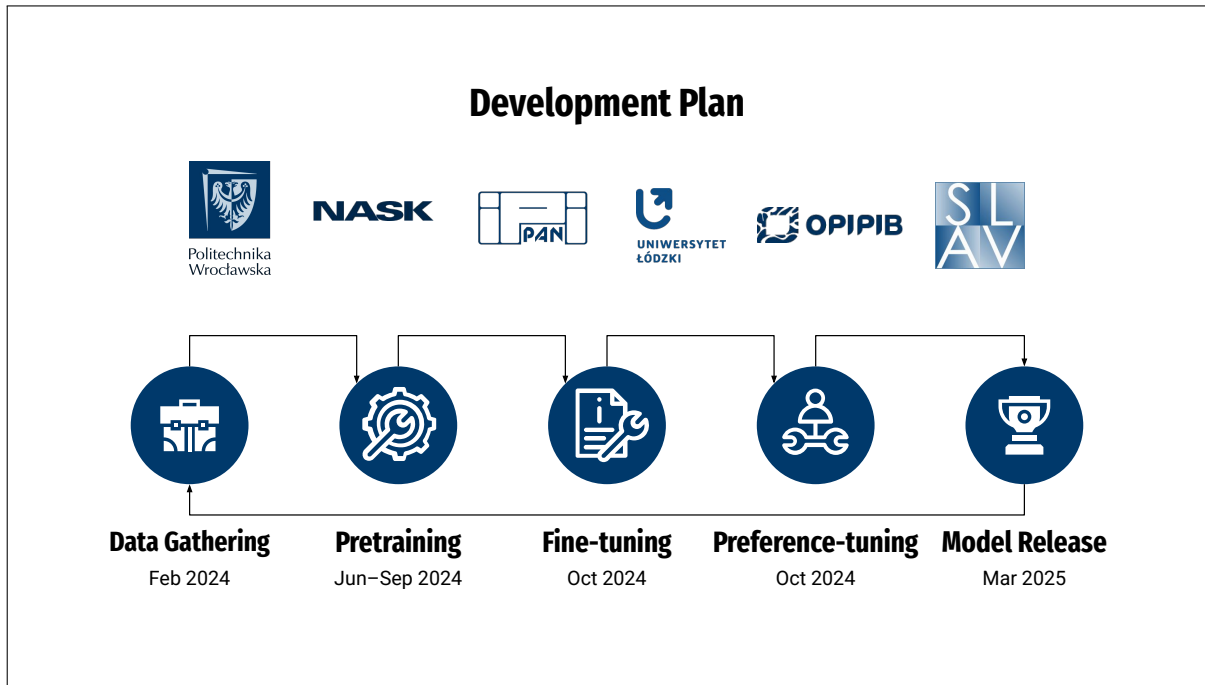 Development Plan
Politechnika
Wrocławska
NASK
IPI
PAN
UNIWERSYTET
ŁÓDZKI
OPIPIB
SL
AV
i
Data Gathering
Feb 2024
Pretraining
Jun–Sep 2024
Fine-tuning
Oct 2024
Preference-tuning
Oct 2024
Model Release
Mar 2025